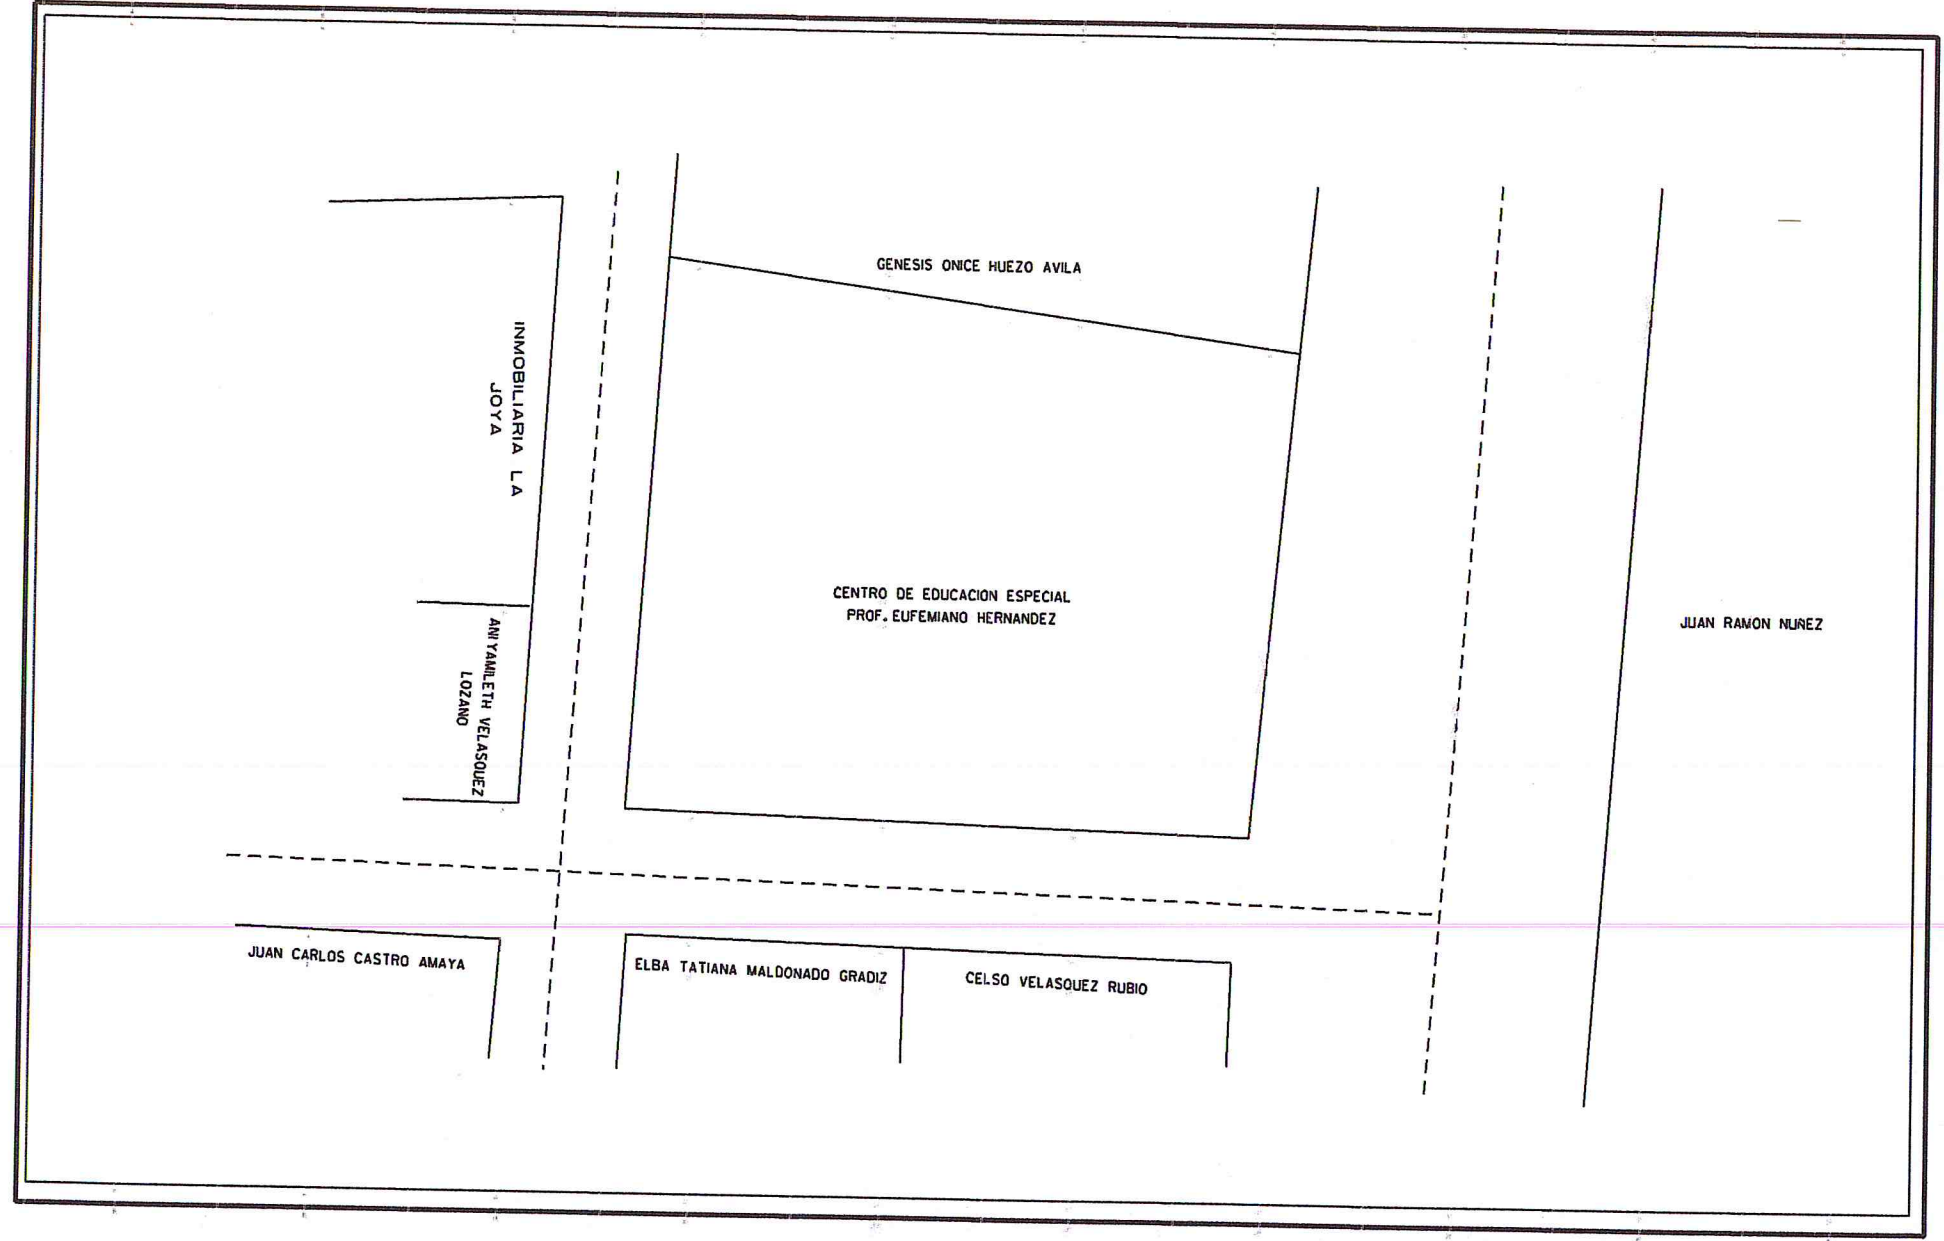 GENESIS ONICE HUEZO AVILA
INMOBILIARIA LA
JOYA
CENTRO DE EDUCACION ESPECIAL
PROF. EUFEMIANO HERNANDEZ
JUAN RAMON NUÑEZ
ANI YAMILETH VELASQUEZ
LOZANO
JUAN CARLOS CASTRO AMAYA
ELBA TATIANA MALDONADO GRADIZ
CELSO VELASQUEZ RUBIO